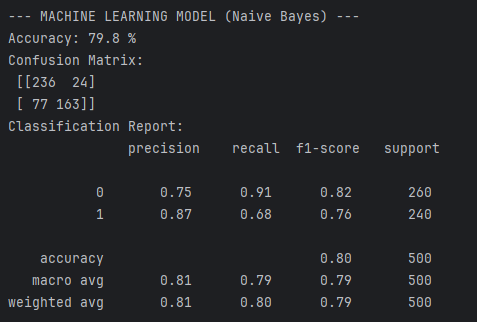 --- MACHINE LEARNING MODEL (Naive Bayes) ---
Accuracy: 79.8 %
Confusion Matrix:
 [[236  24]
 [ 77 163]]
Classification Report:
               precision    recall  f1-score   support

           0       0.75      0.91      0.82       260
           1       0.87      0.68      0.76       240

    accuracy                           0.80       500
   macro avg       0.81      0.79      0.79       500
weighted avg       0.81      0.80      0.79       500